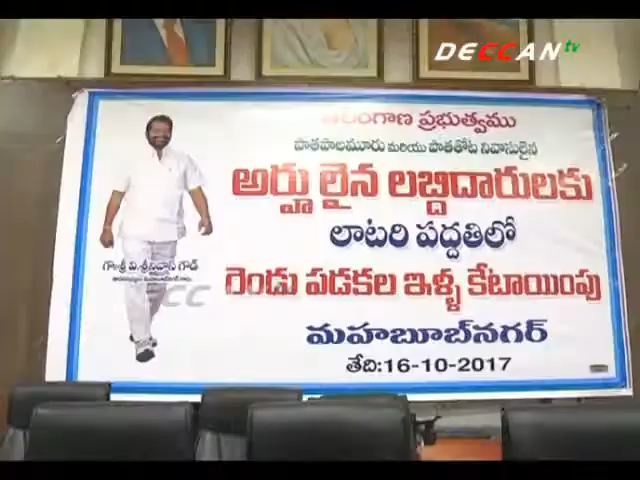 DECCAN tv
తెలంగాణ ప్రభుత్వము
పాతపాలమూరు మరియు పాతతోట నివాసులైన
అర్హులైన లబ్దిదారులకు
లాటరి పద్దతిలో
రెండు పడకల ఇళ్ళ కేటాయింపు
గౌ॥శ్రీ వి.శ్రీనివాస్ గౌడ్
మహబూబ్‌నగర్
తేది:16-10-2017